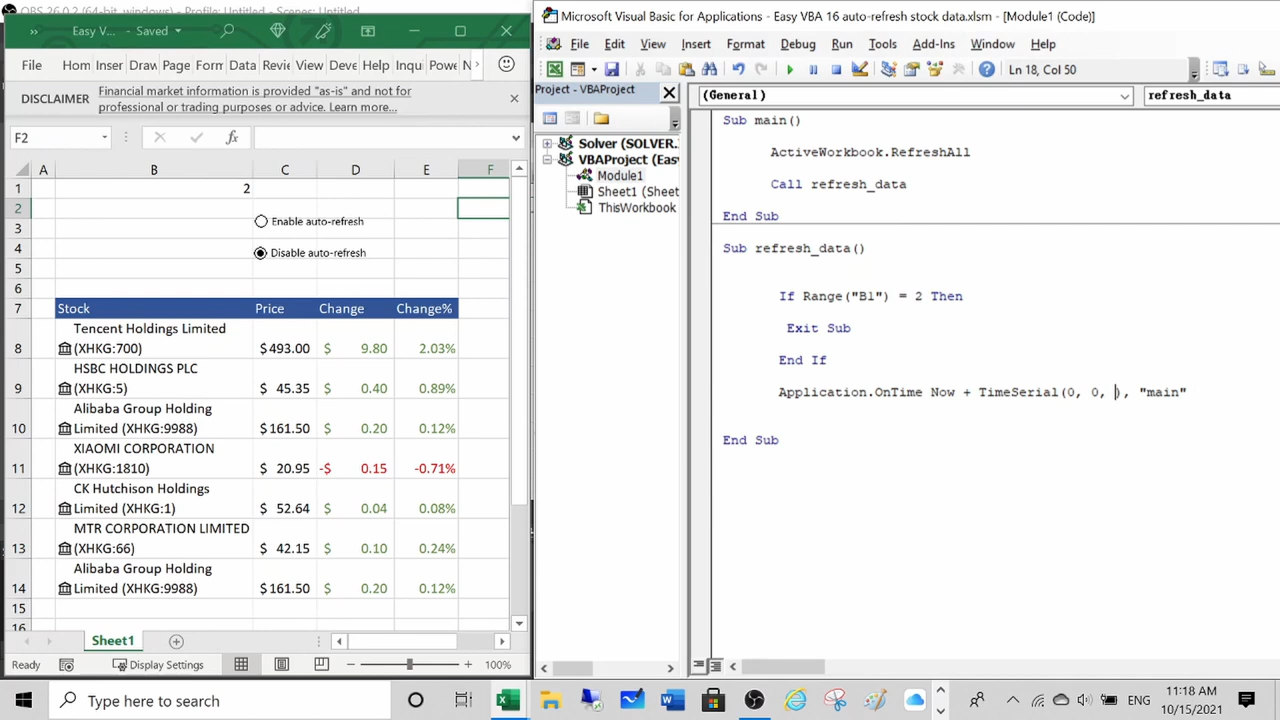 OBS 26.0.2 (64-bit, windows) - Profile: Untitled - Scenes: Untitled
Easy V... - Saved
File Hom Inser Draw Page Form Data Revie View Deve Help Inqu Powe N
DISCLAIMER Financial market information is provided "as-is" and not for
professional or trading purposes or advice. Learn more...
F2 fx
A B C D E F
1 2
2
3 Enable auto-refresh
4 Disable auto-refresh
5
6
7 Stock Price Change Change%
Tencent Holdings Limited
8 (XHKG:700) $493.00 $ 9.80 2.03%
HSBC HOLDINGS PLC
9 (XHKG:5) $ 45.35 $ 0.40 0.89%
Alibaba Group Holding
10 Limited (XHKG:9988) $161.50 $ 0.20 0.12%
XIAOMI CORPORATION
11 (XHKG:1810) $ 20.95 -$ 0.15 -0.71%
CK Hutchison Holdings
12 Limited (XHKG:1) $ 52.64 $ 0.04 0.08%
MTR CORPORATION LIMITED
13 (XHKG:66) $ 42.15 $ 0.10 0.24%
Alibaba Group Holding
14 Limited (XHKG:9988) $161.50 $ 0.20 0.12%
15
16
Sheet1
Ready Display Settings 100%
Microsoft Visual Basic for Applications - Easy VBA 16 auto-refresh stock data.xlsm - [Module1 (Code)]
File Edit View Insert Format Debug Run Tools Add-Ins Window Help
Ln 18, Col 50
Project - VBAProject
Solver (SOLVER.
VBAProject (Easy
Module1
Sheet1 (Sheet
ThisWorkbook
(General) refresh_data
Sub main()
ActiveWorkbook.RefreshAll
Call refresh_data
End Sub
Sub refresh_data()
If Range("B1") = 2 Then
Exit Sub
End If
Application.OnTime Now + TimeSerial(0, 0, ), "main"
End Sub
Type here to search
ENG
11:18 AM
10/15/2021